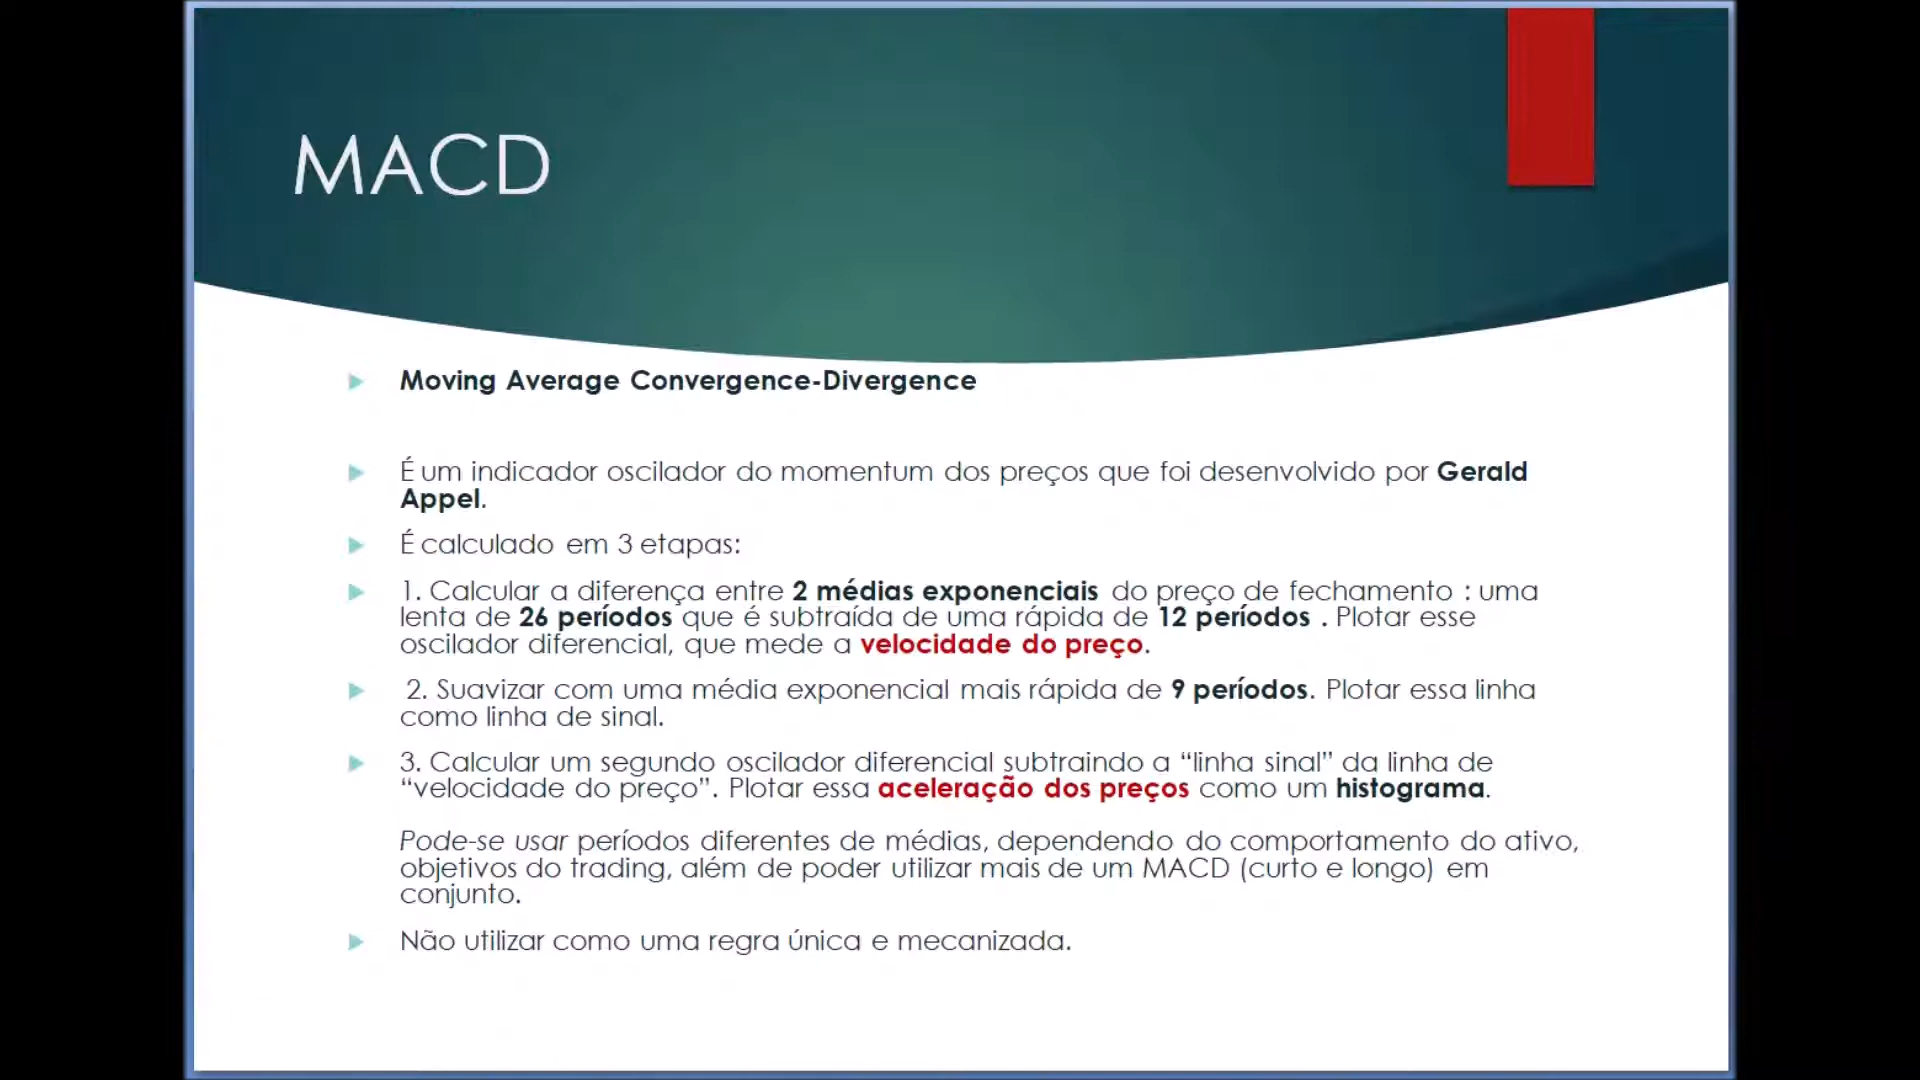 MACD
Moving Average Convergence-Divergence
É um indicador oscilador do momentum dos preços que foi desenvolvido por Gerald
Appel.
É calculado em 3 etapas:
1. Calcular a diferença entre 2 médias exponenciais do preço de fechamento : uma
lenta de 26 períodos que é subtraída de uma rápida de 12 períodos . Plotar esse
oscilador diferencial, que mede a velocidade do preço.
2. Suavizar com uma média exponencial mais rápida de 9 períodos. Plotar essa linha
como linha de sinal.
3. Calcular um segundo oscilador diferencial subtraindo a “linha sinal” da linha de
“velocidade do preço”. Plotar essa aceleração dos preços como um histograma.
Pode-se usar períodos diferentes de médias, dependendo do comportamento do ativo,
objetivos do trading, além de poder utilizar mais de um MACD (curto e longo) em
conjunto.
Não utilizar como uma regra única e mecanizada.